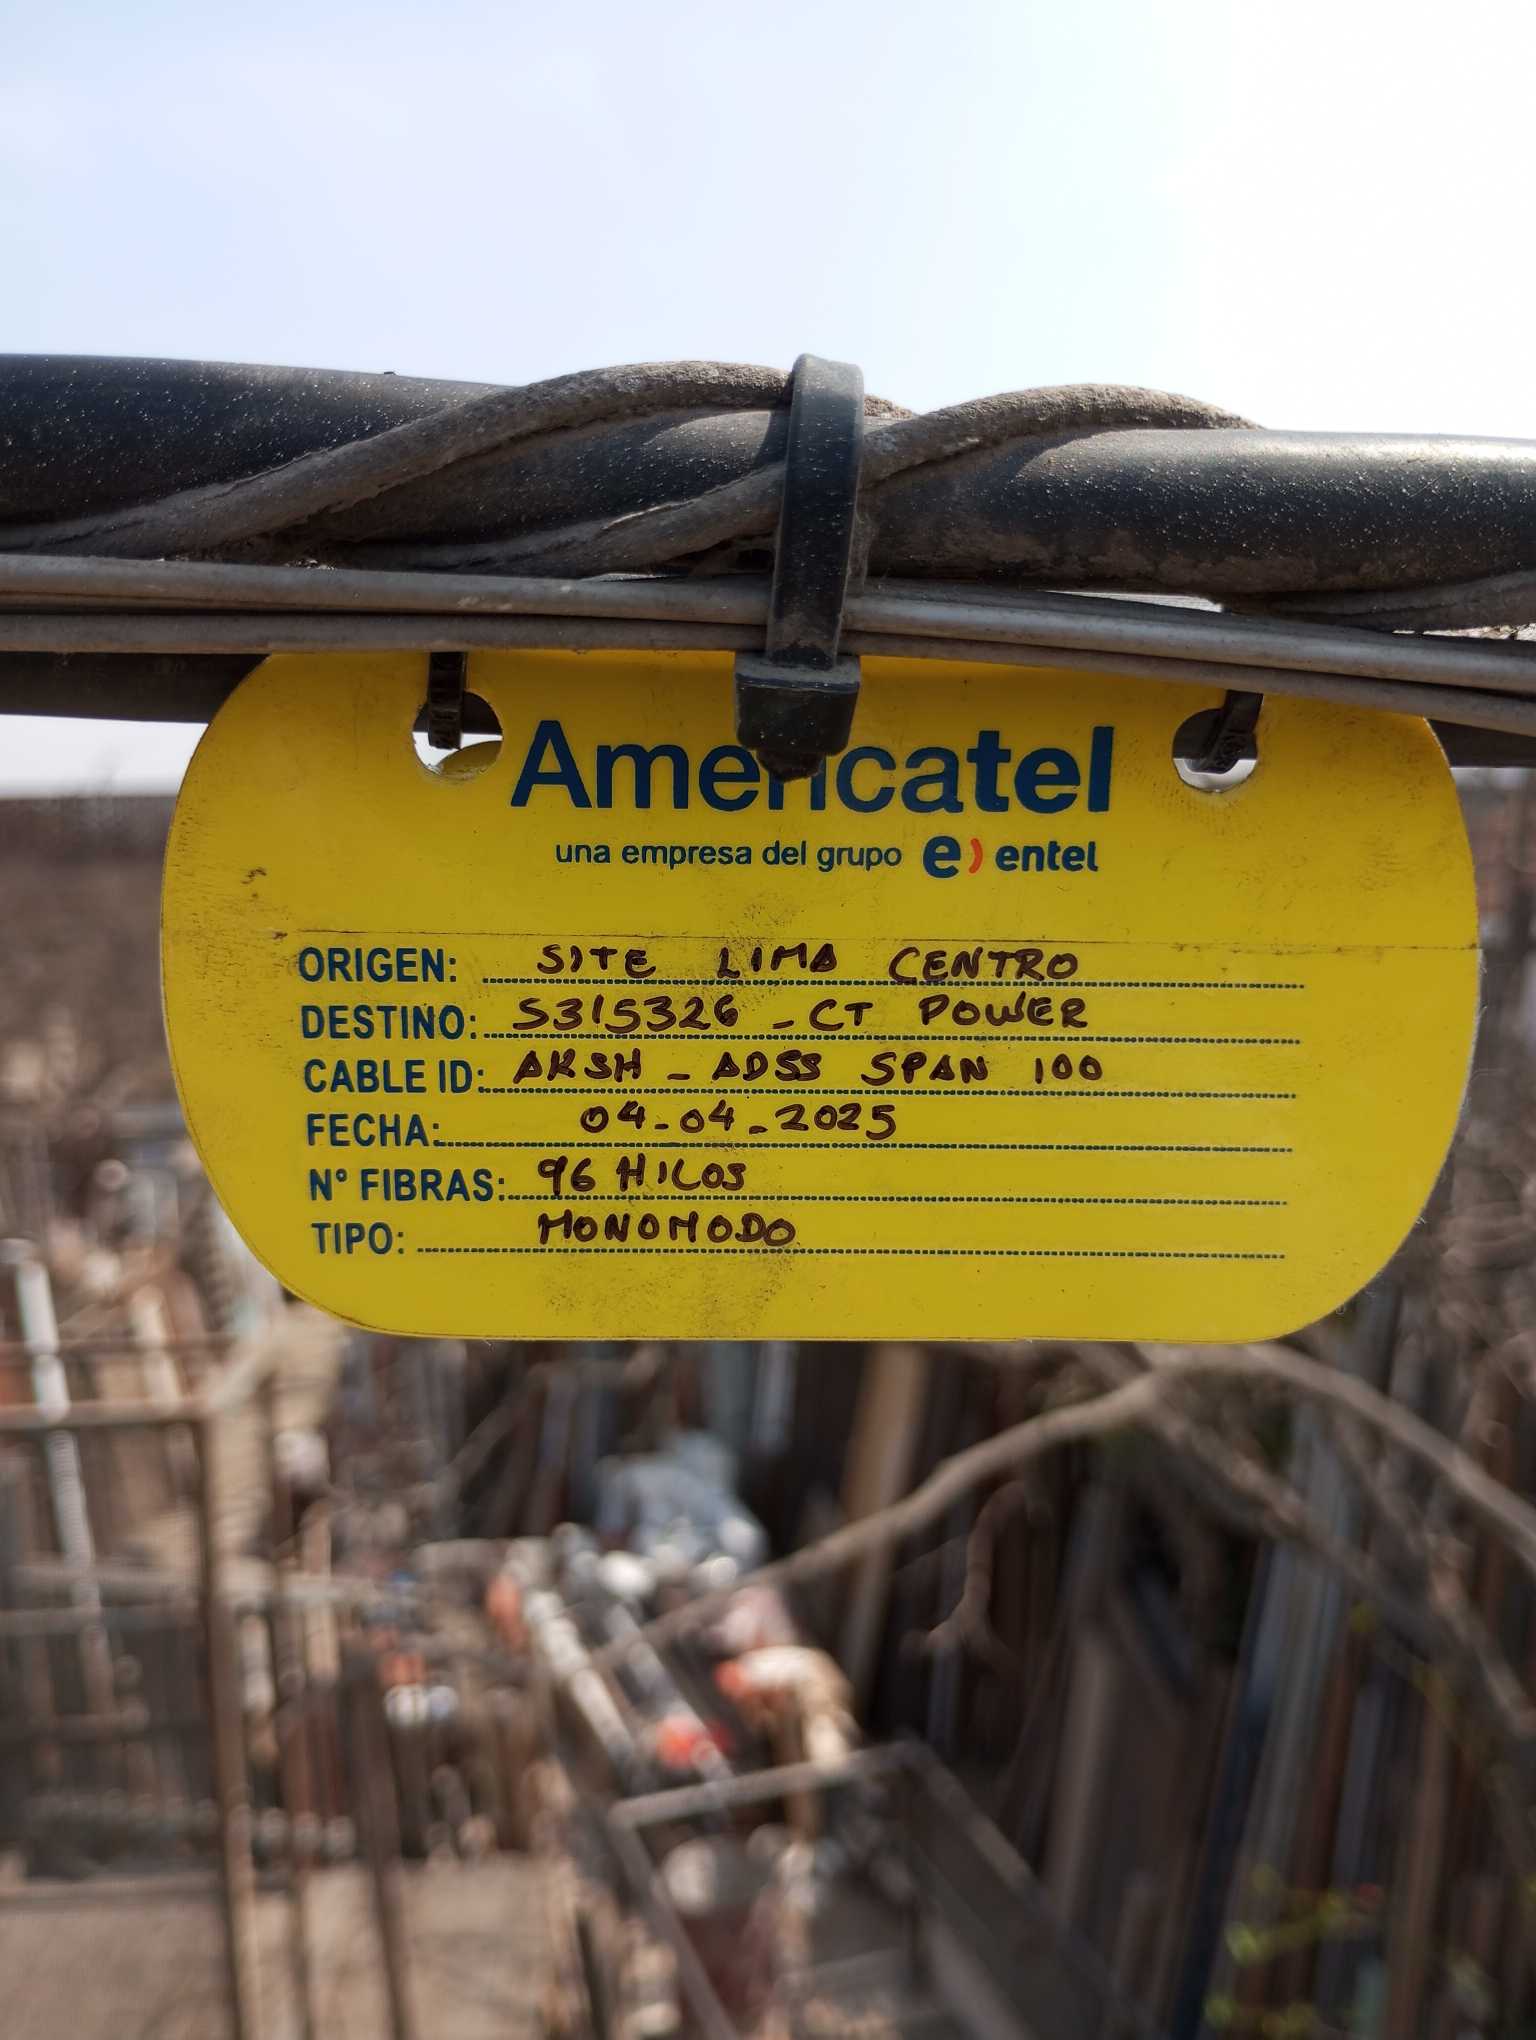 Americatel
una empresa del grupo e) entel
ORIGEN: SITE LIMA CENTRO
DESTINO: S315326 - CT POWER
CABLE ID: AKSH - ADSS SPAN 100
FECHA: 04-04-2025
N° FIBRAS: 96 HILOS
TIPO: MONOMODO